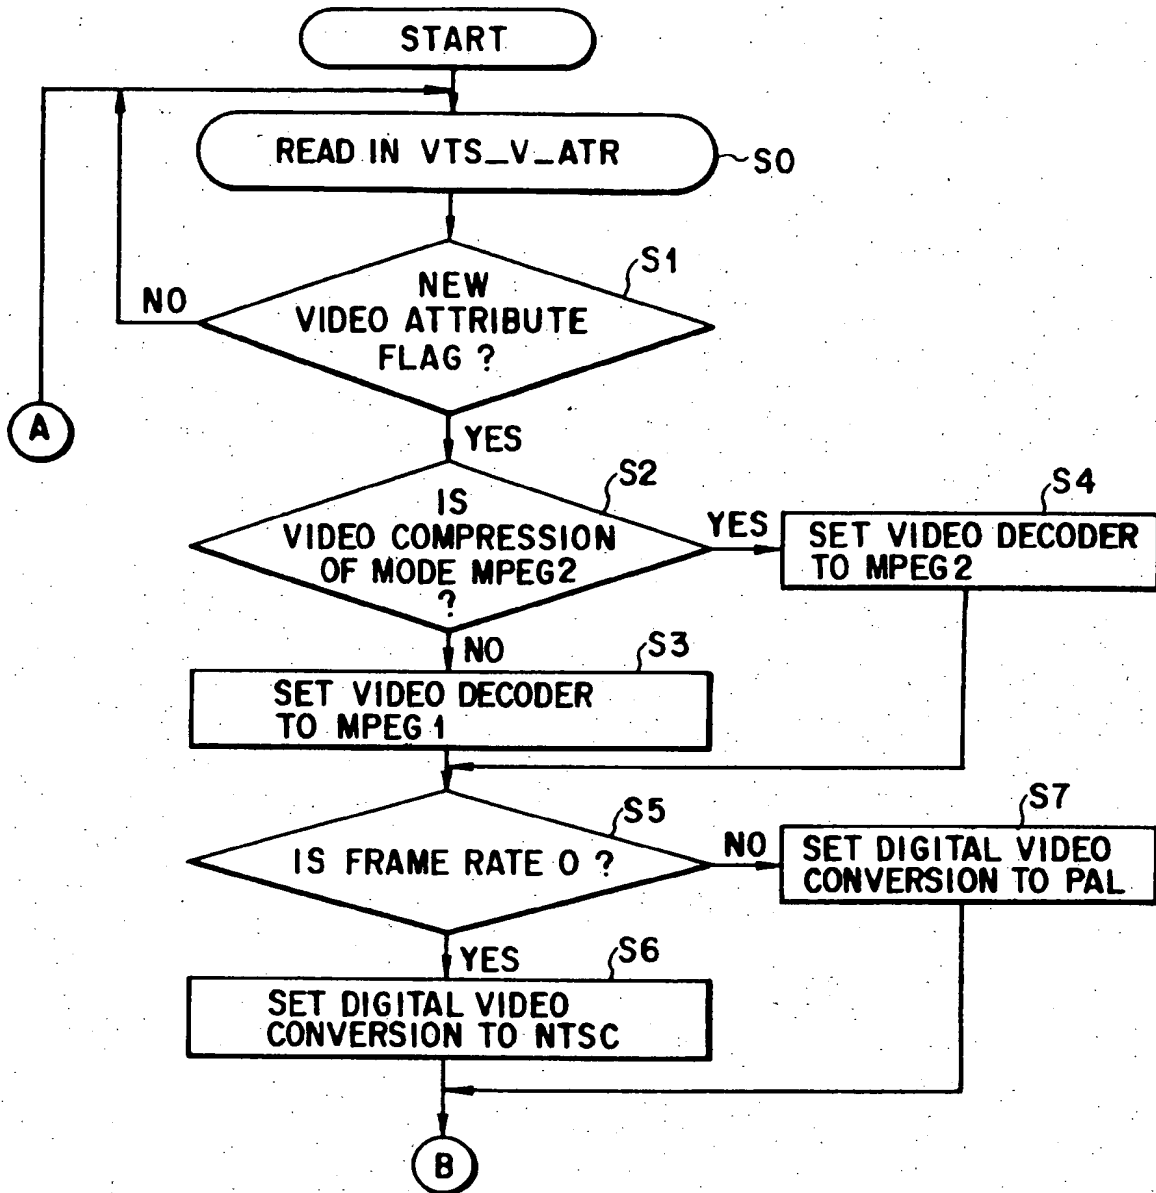 START
READ IN VTS_V_ATR
S0
S1
NEW
VIDEO ATTRIBUTE
FLAG ?
NO
A
YES
S2
IS
VIDEO COMPRESSION
OF MODE MPEG2
?
YES
S4
SET VIDEO DECODER
TO MPEG2
NO
S3
SET VIDEO DECODER
TO MPEG1
S5
IS FRAME RATE 0 ?
NO
S7
SET DIGITAL VIDEO
CONVERSION TO PAL
YES
S6
SET DIGITAL VIDEO
CONVERSION TO NTSC
B